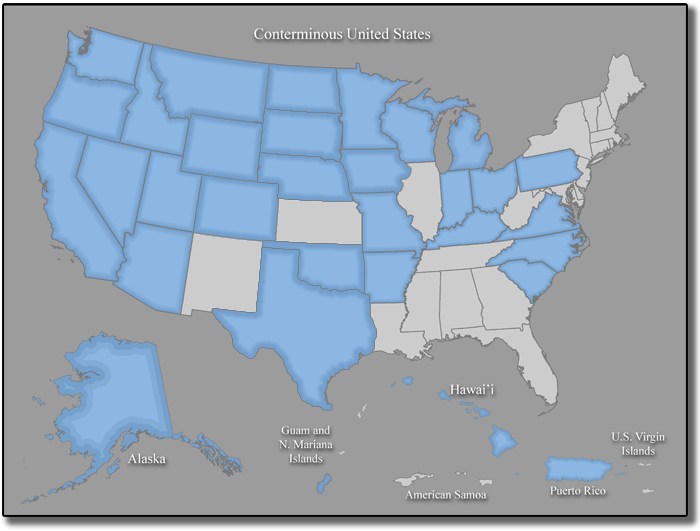 Conterminous United States
Hawai'i
Guam and
N. Mariana
Islands
Alaska
U.S. Virgin
Islands
American Samoa
Puerto Rico